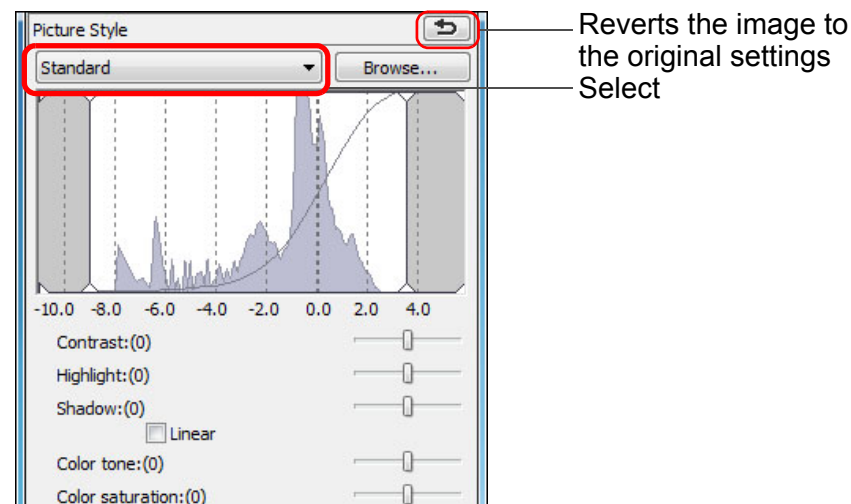 Picture Style
Reverts the image to
the original settings
Standard
Browse...
Select
-10.0 -8.0 -6.0 -4.0 -2.0 0.0 2.0 4.0
Contrast:(0)
Highlight:(0)
Shadow:(0)
Linear
Color tone:(0)
Color saturation:(0)